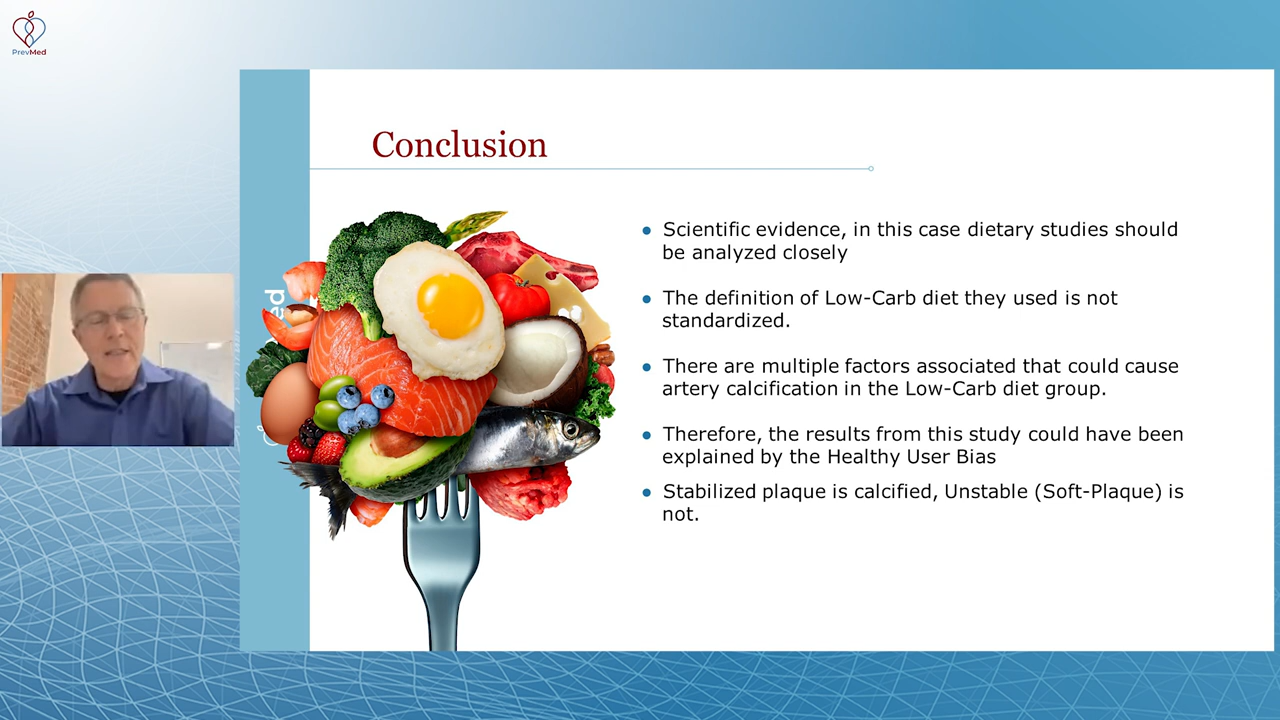 PrevMed
Conclusion
Scientific evidence, in this case dietary studies should
be analyzed closely
The definition of Low-Carb diet they used is not
standardized.
There are multiple factors associated that could cause
artery calcification in the Low-Carb diet group.
Therefore, the results from this study could have been
explained by the Healthy User Bias
Stabilized plaque is calcified, Unstable (Soft-Plaque) is
not.